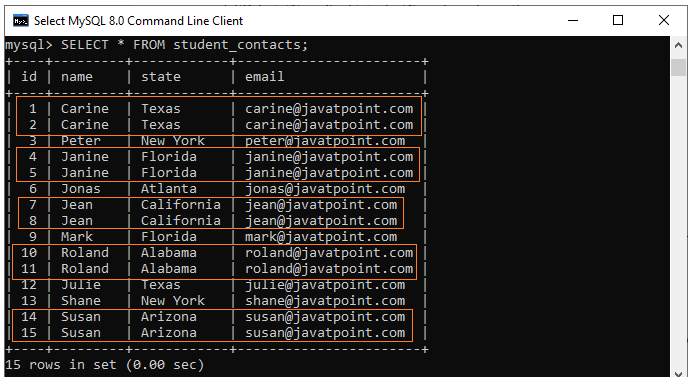 Select MySQL 8.0 Command Line Client
mysql> SELECT * FROM student_contacts;
+----+---------+------------+-----------------------+
| id | name    | state      | email                 |
+----+---------+------------+-----------------------+
|  1 | Carine  | Texas      | carine@javatpoint.com |
|  2 | Carine  | Texas      | carine@javatpoint.com |
|  3 | Peter   | New York   | peter@javatpoint.com  |
|  4 | Janine  | Florida    | janine@javatpoint.com |
|  5 | Janine  | Florida    | janine@javatpoint.com |
|  6 | Jonas   | Atlanta    | jonas@javatpoint.com  |
|  7 | Jean    | California | jean@javatpoint.com   |
|  8 | Jean    | California | jean@javatpoint.com   |
|  9 | Mark    | Florida    | mark@javatpoint.com   |
| 10 | Roland  | Alabama    | roland@javatpoint.com |
| 11 | Roland  | Alabama    | roland@javatpoint.com |
| 12 | Julie   | Texas      | julie@javatpoint.com  |
| 13 | Shane   | New York   | shane@javatpoint.com  |
| 14 | Susan   | Arizona    | susan@javatpoint.com  |
| 15 | Susan   | Arizona    | susan@javatpoint.com  |
+----+---------+------------+-----------------------+
15 rows in set (0.00 sec)